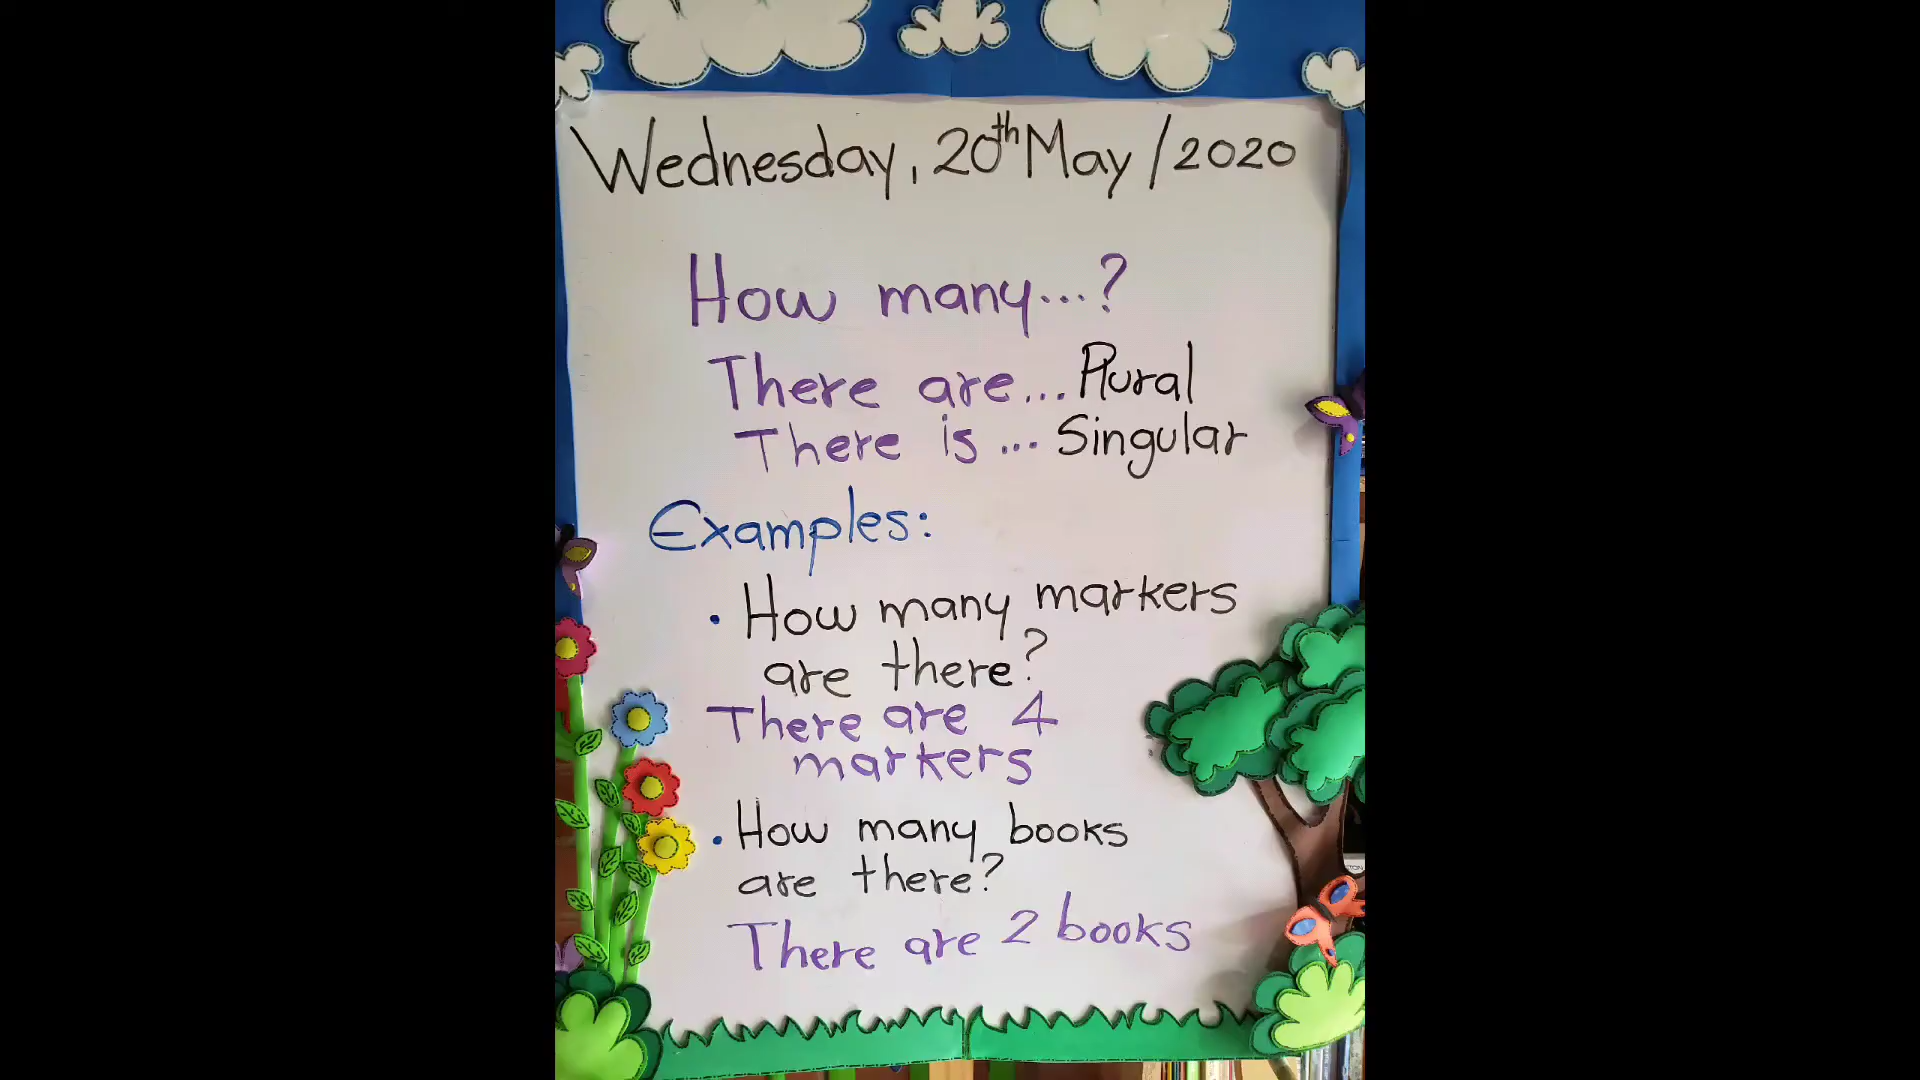 Wednesday, 20th May/2020
How many...?
There are... Plural
There is... Singular
Examples:
• How many markers
are there?
There are 4
markers
• How many books
are there?
There are 2 books